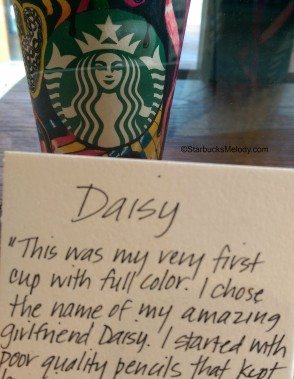 ©StarbucksMelody.com
Daisy
"This was my very first
cup with full color. I chose
the name of my amazing
girlfriend Daisy. I started with
poor quality pencils that kept